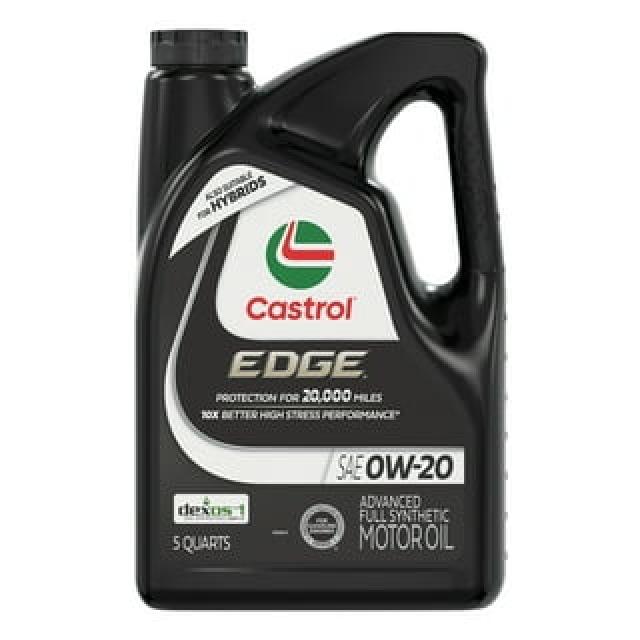 ALSO SUITABLE
FOR HYBRIDS
Castrol
EDGE
PROTECTION FOR 20,000 MILES
10X BETTER HIGH STRESS PERFORMANCE*
SAE 0W-20
dexos1
ADVANCED
FULL SYNTHETIC
MOTOR OIL
5 QUARTS